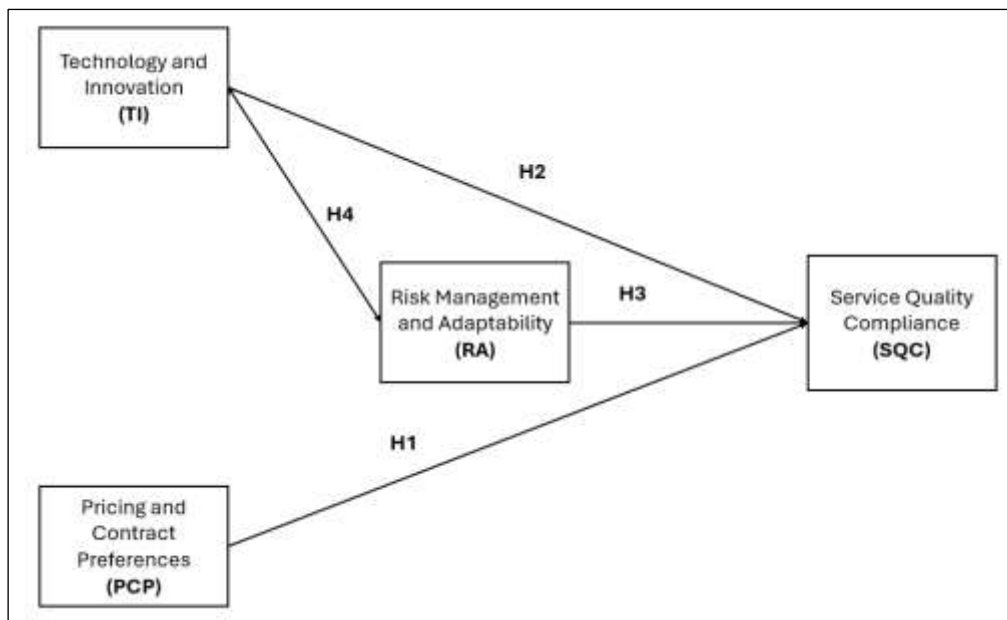 Technology and
Innovation
(TI)
H2
H4
Risk Management
and Adaptability
(RA)
H3
Service Quality
Compliance
(SQC)
H1
Pricing and
Contract
Preferences
(PCP)